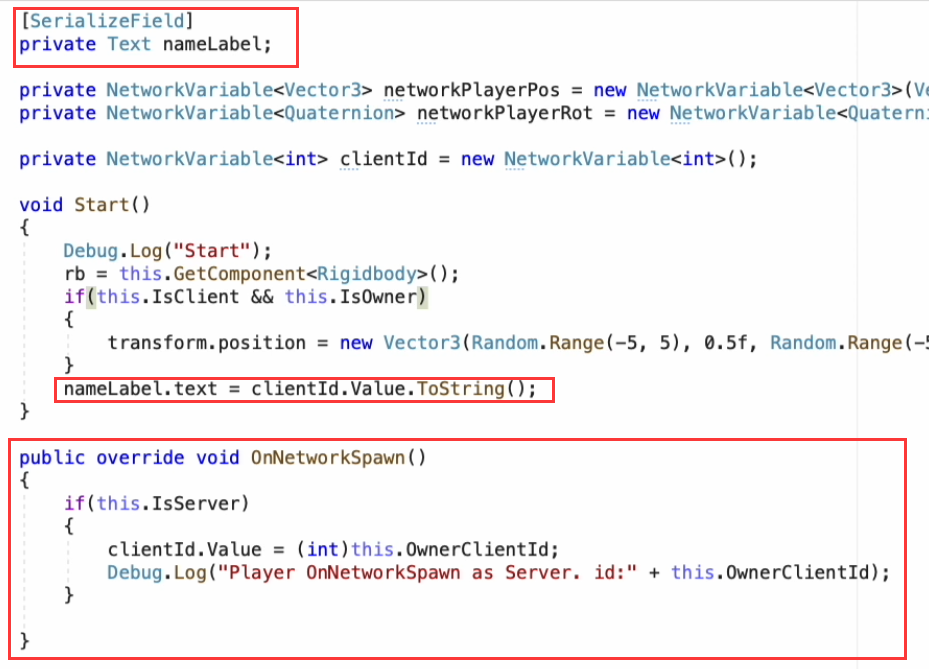 [SerializeField]
private Text nameLabel;
private NetworkVariable<Vector3> networkPlayerPos = new NetworkVariable<Vector3>(Ve
private NetworkVariable<Quaternion> networkPlayerRot = new NetworkVariable<Quaterni
private NetworkVariable<int> clientId = new NetworkVariable<int>();
void Start()
{
Debug.Log("Start");
rb = this.GetComponent<Rigidbody>();
if(this.IsClient && this.IsOwner)
{
transform.position = new Vector3(Random.Range(-5, 5), 0.5f, Random.Range(-5
}
nameLabel.text = clientId.Value.ToString();
}
public override void OnNetworkSpawn()
{
if(this.IsServer)
{
clientId.Value = (int)this.OwnerClientId;
Debug.Log("Player OnNetworkSpawn as Server. id:" + this.OwnerClientId);
}
}